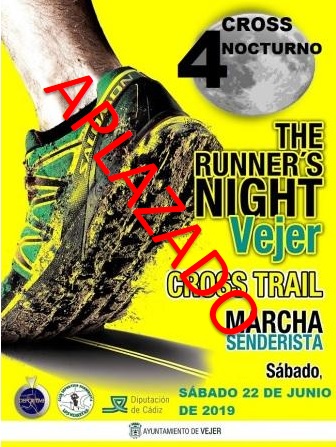 4 CROSS
NOCTURNO
THE
RUNNER'S
NIGHT
Vejer
CROSS TRAIL
MARCHA
SENDERISTA
Sábado,
SÁBADO 22 DE JUNIO
DE 2019
APLAZADO
Diputación
de Cádiz
AYUNTAMIENTO DE VEJER